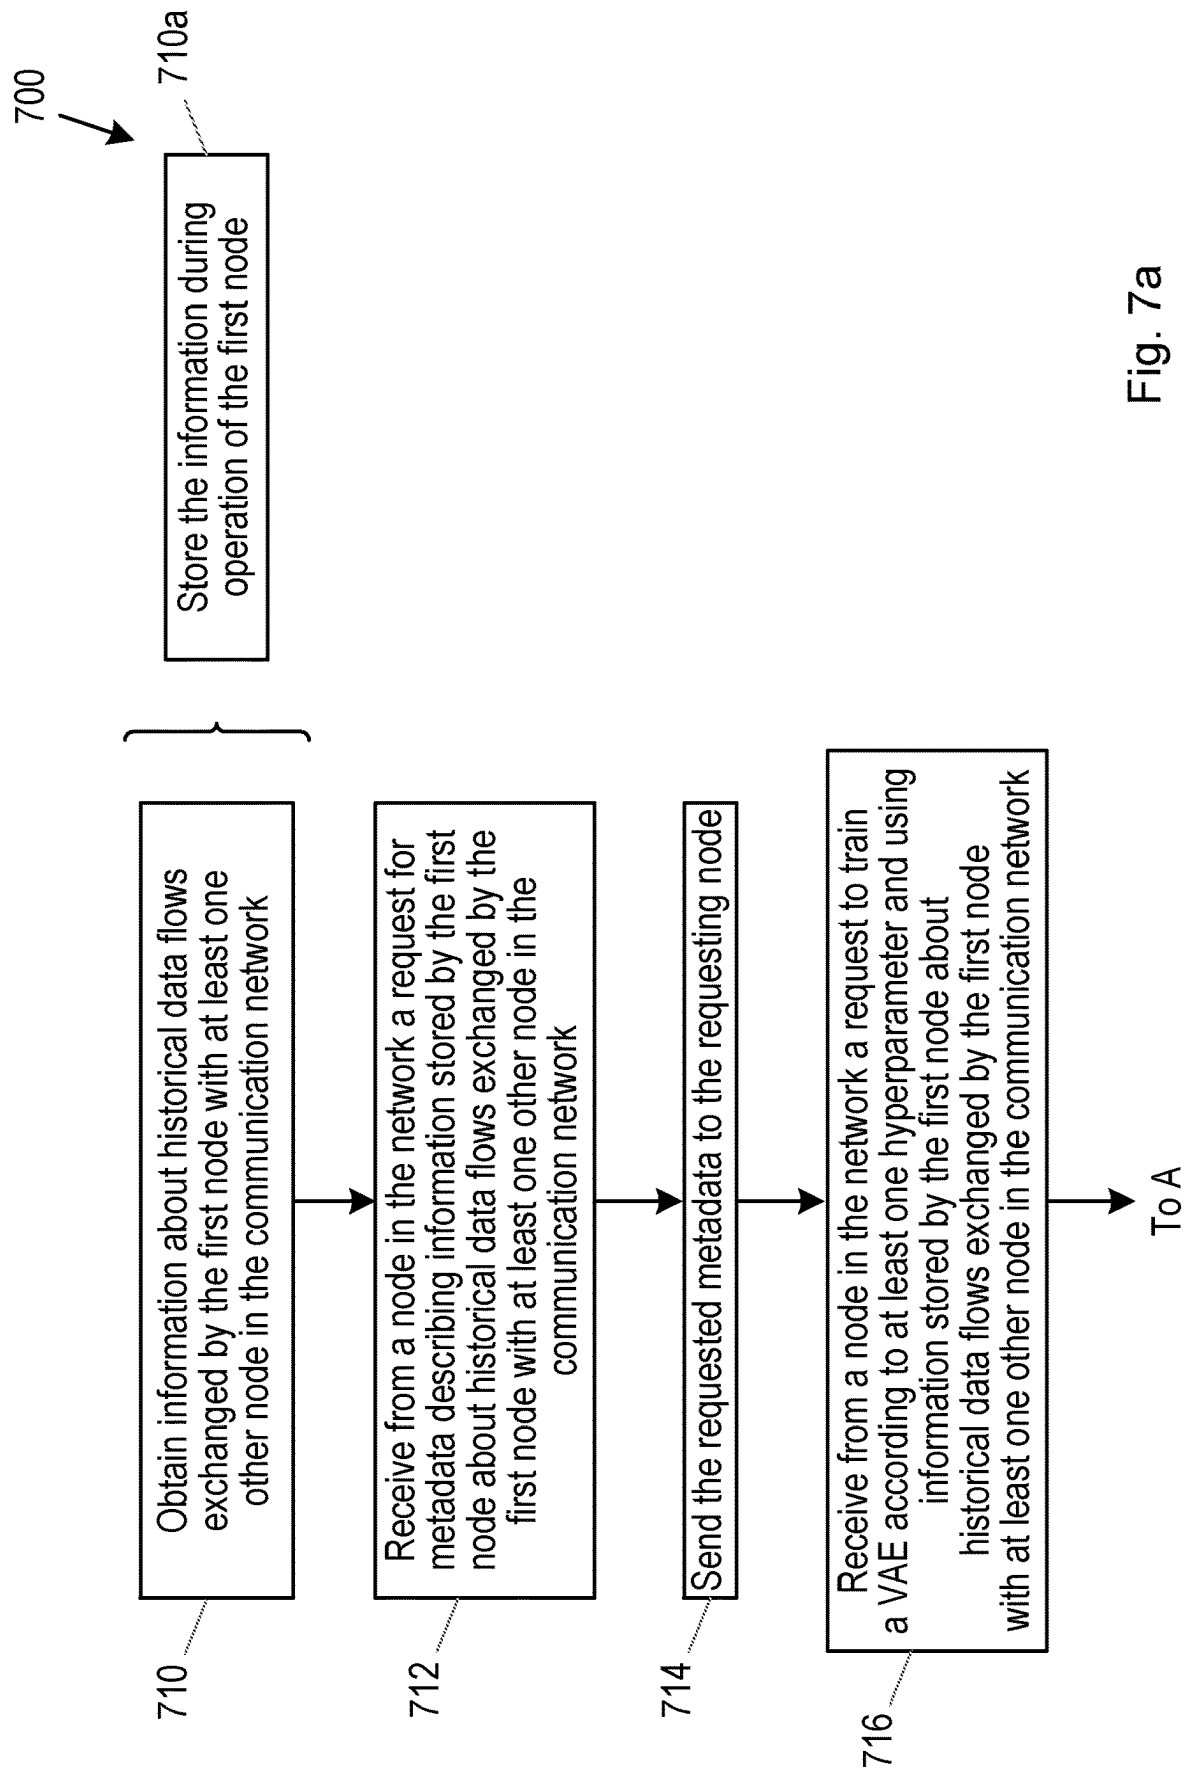 700
710
Obtain information about historical data flows
exchanged by the first node with at least one
other node in the communication network
710a
Store the information during
operation of the first node
712
Receive from a node in the network a request for
metadata describing information stored by the first
node about historical data flows exchanged by the
first node with at least one other node in the
communication network
714
Send the requested metadata to the requesting node
716
Receive from a node in the network a request to train
a VAE according to at least one hyperparameter and using
information stored by the first node about
historical data flows exchanged by the first node
with at least one other node in the communication network
To A
Fig. 7a